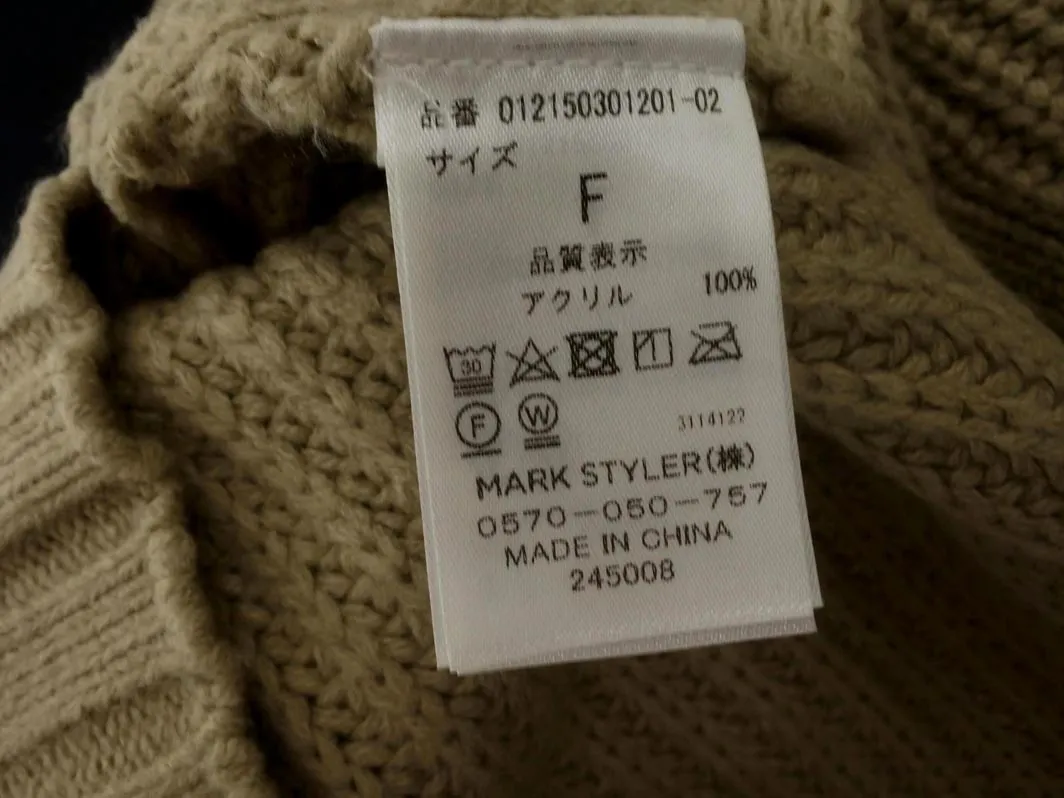 品番 012150301201-02
サイズ
F
品質表示
アクリル 100%
30
F W 3114122
MARK STYLER(株)
0570-050-757
MADE IN CHINA
245008